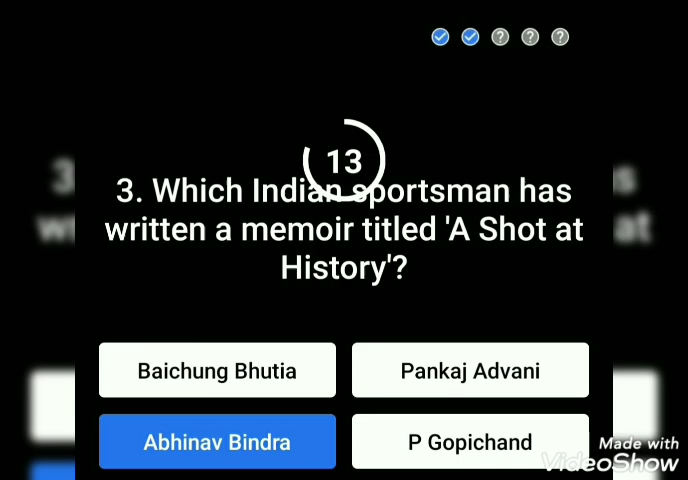 13
3. Which Indian sportsman has
written a memoir titled 'A Shot at
History'?
Baichung Bhutia
Pankaj Advani
Abhinav Bindra
P Gopichand
Made with
VideoShow